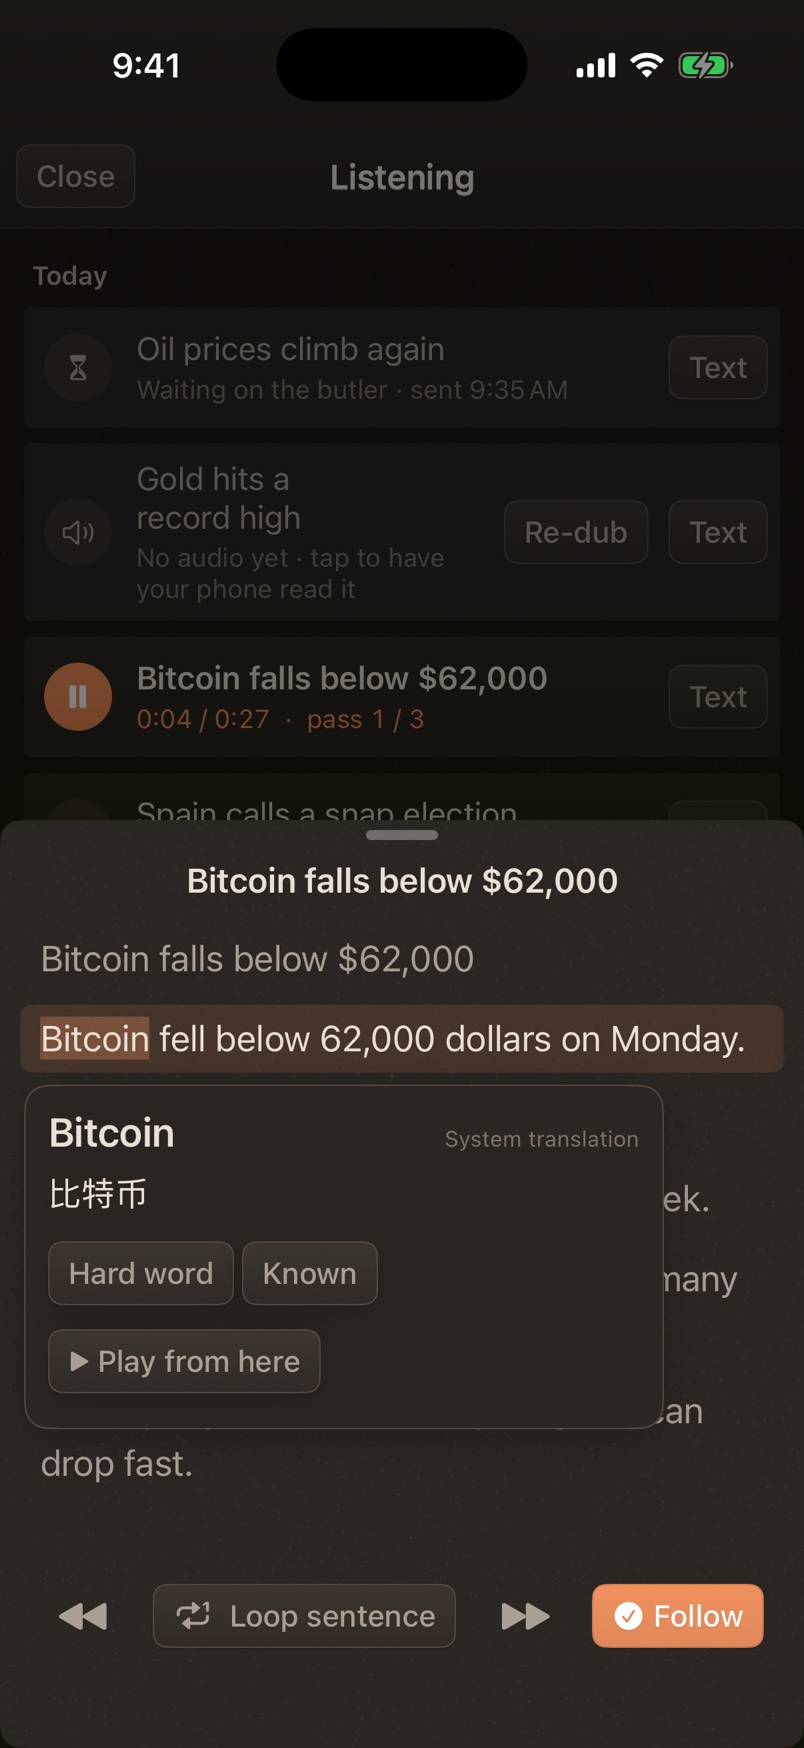 9:41
Close
Listening
Today
Oil prices climb again
Waiting on the butler · sent 9:35 AM
Text
Gold hits a
record high
No audio yet · tap to have
your phone read it
Re-dub
Text
Bitcoin falls below $62,000
0:04 / 0:27 · pass 1 / 3
Text
Spain calls a snap election
Bitcoin falls below $62,000
Bitcoin falls below $62,000
Bitcoin fell below 62,000 dollars on Monday.
Bitcoin
System translation
比特币
Hard word
Known
Play from here
many
drop fast.
Loop sentence
Follow